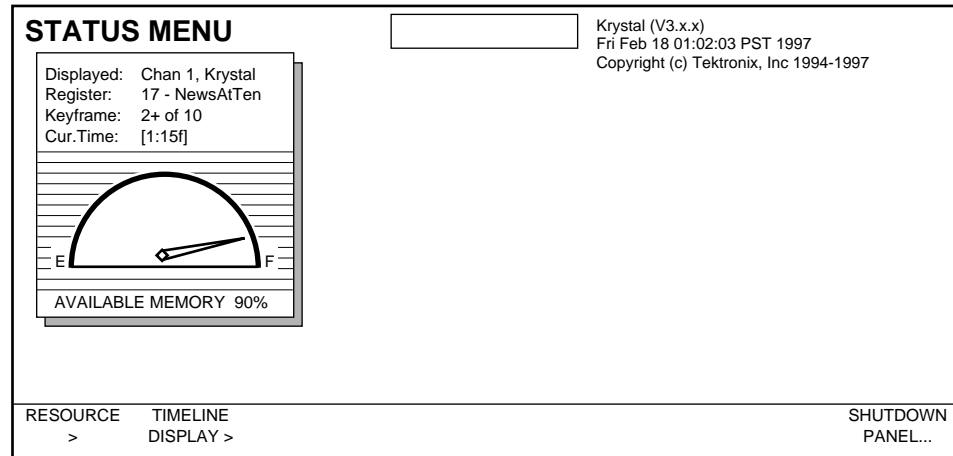 STATUS MENU
Krystal (V3.x.x)
Fri Feb 18 01:02:03 PST 1997
Copyright (c) Tektronix, Inc 1994-1997
Displayed: Chan 1, Krystal
Register: 17 - NewsAtTen
Keyframe: 2+ of 10
Cur.Time: [1:15f]
E F
AVAILABLE MEMORY 90%
RESOURCE >
TIMELINE DISPLAY >
SHUTDOWN PANEL...